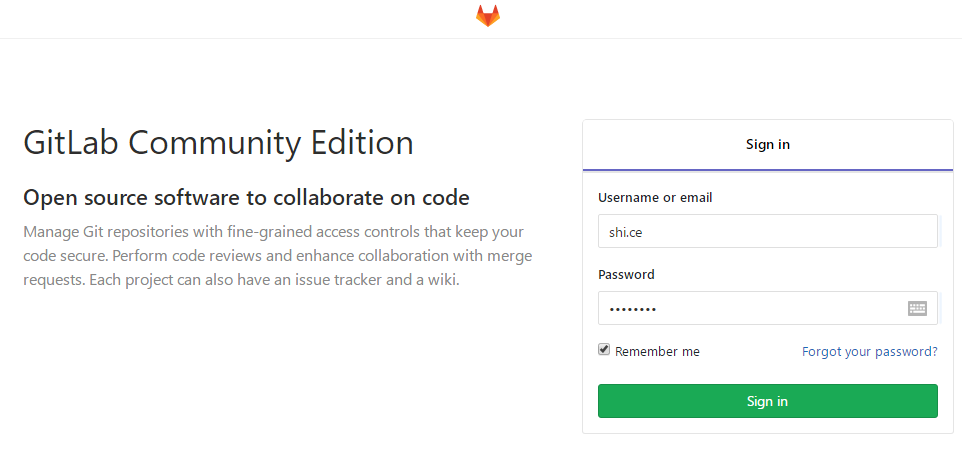 GitLab Community Edition
Open source software to collaborate on code
Manage Git repositories with fine-grained access controls that keep your
code secure. Perform code reviews and enhance collaboration with merge
requests. Each project can also have an issue tracker and a wiki.
Sign in
Username or email
shi.ce
Password
••••••••
Remember me
Forgot your password?
Sign in